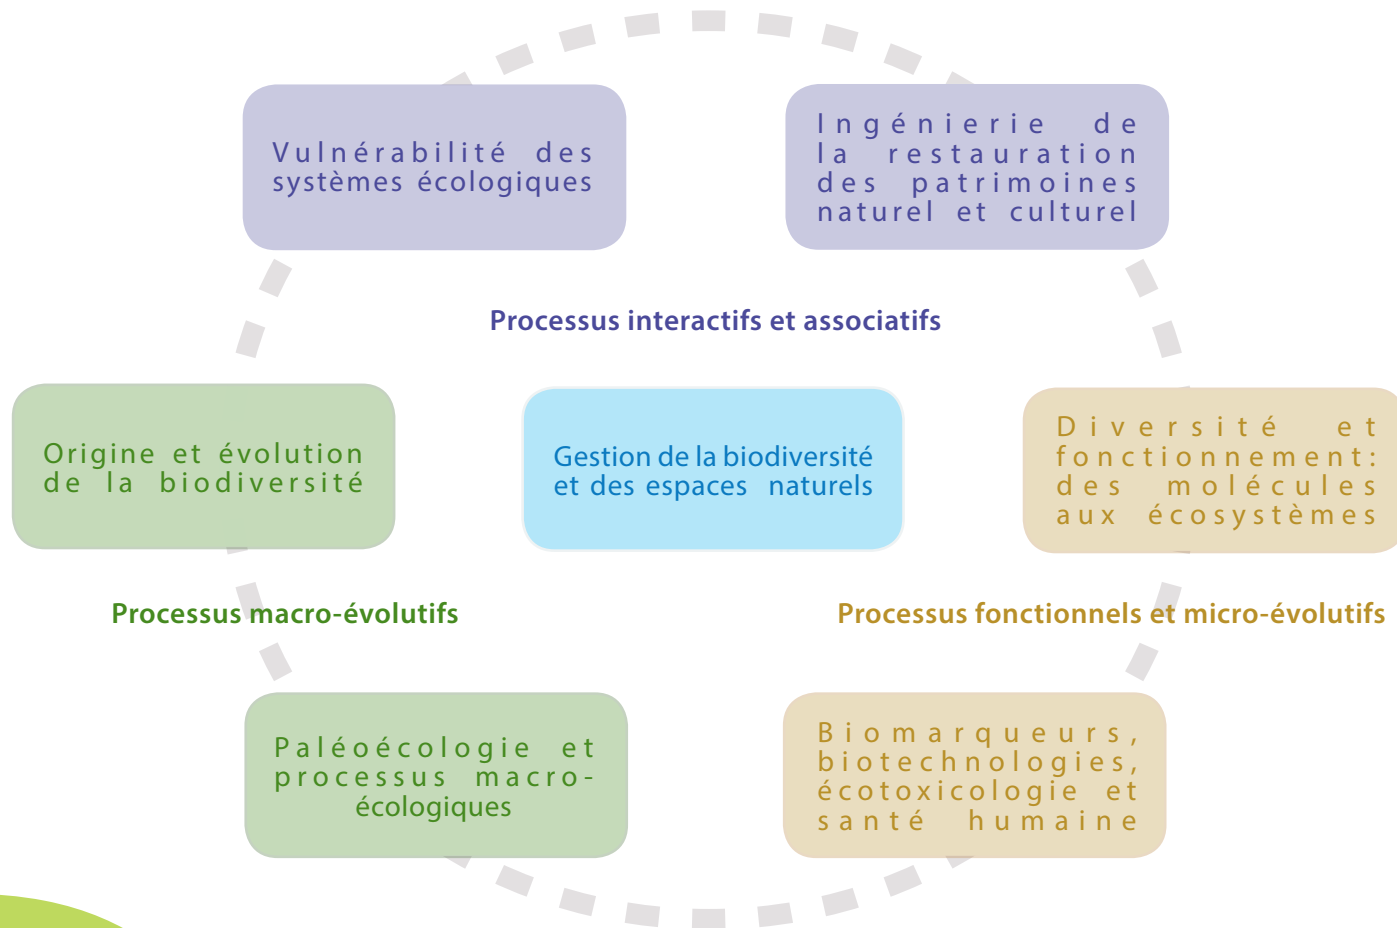 Vulnérabilité des
systèmes écologiques
Ingénierie de
la restauration
des patrimoines
naturel et culturel
Processus interactifs et associatifs
Origine et évolution
de la biodiversité
Gestion de la biodiversité
et des espaces naturels
Diversité et
fonctionnement:
des molécules
aux écosystèmes
Processus macro-évolutifs
Processus fonctionnels et micro-évolutifs
Paléoécologie et
processus macro-
écologiques
Biomarqueurs,
biotechnologies,
écotoxicologie et
santé humaine